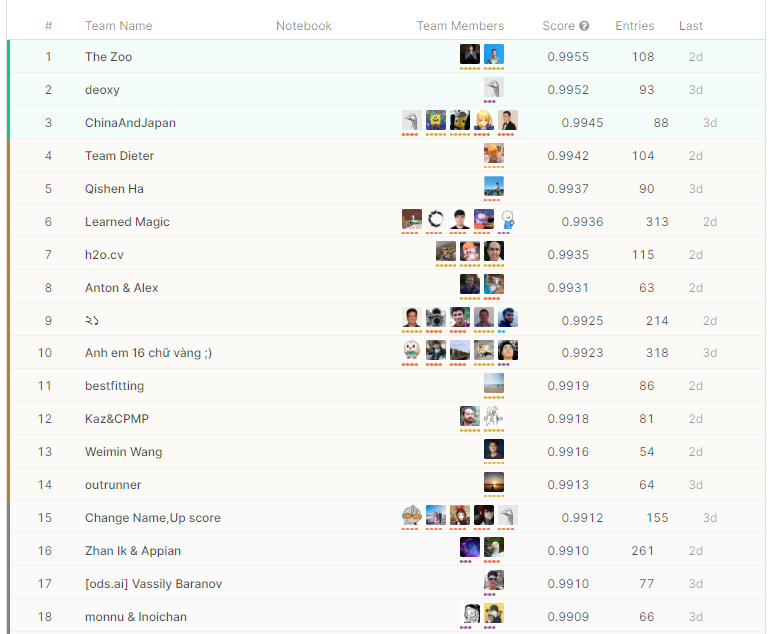 # Team Name Notebook Team Members Score Entries Last
1 The Zoo 0.9955 108 2d
2 deoxy 0.9952 93 3d
3 ChinaAndJapan 0.9945 88 3d
4 Team Dieter 0.9942 104 2d
5 Qishen Ha 0.9937 90 3d
6 Learned Magic 0.9936 313 2d
7 h2o.cv 0.9935 115 2d
8 Anton & Alex 0.9931 63 2d
9 ২১ 0.9925 214 2d
10 Anh em 16 chữ vàng ;) 0.9923 318 3d
11 bestfitting 0.9919 86 2d
12 Kaz&CPMP 0.9918 81 2d
13 Weimin Wang 0.9916 54 2d
14 outrunner 0.9913 64 3d
15 Change Name,Up score 0.9912 155 3d
16 Zhan Ik & Appian 0.9910 261 2d
17 [ods.ai] Vassily Baranov 0.9910 77 3d
18 monnu & Inoichan 0.9909 66 3d